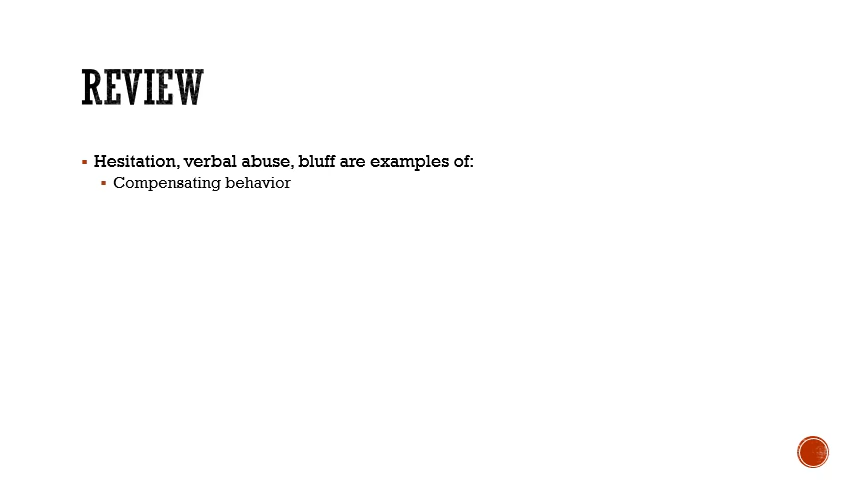 REVIEW
Hesitation, verbal abuse, bluff are examples of:
Compensating behavior